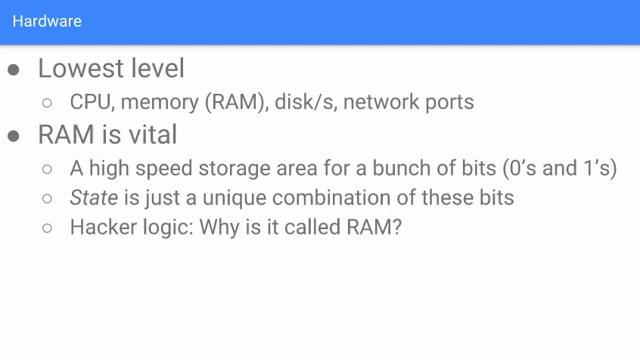 Hardware
● Lowest level
○ CPU, memory (RAM), disk/s, network ports
● RAM is vital
○ A high speed storage area for a bunch of bits (0’s and 1’s)
○ State is just a unique combination of these bits
○ Hacker logic: Why is it called RAM?